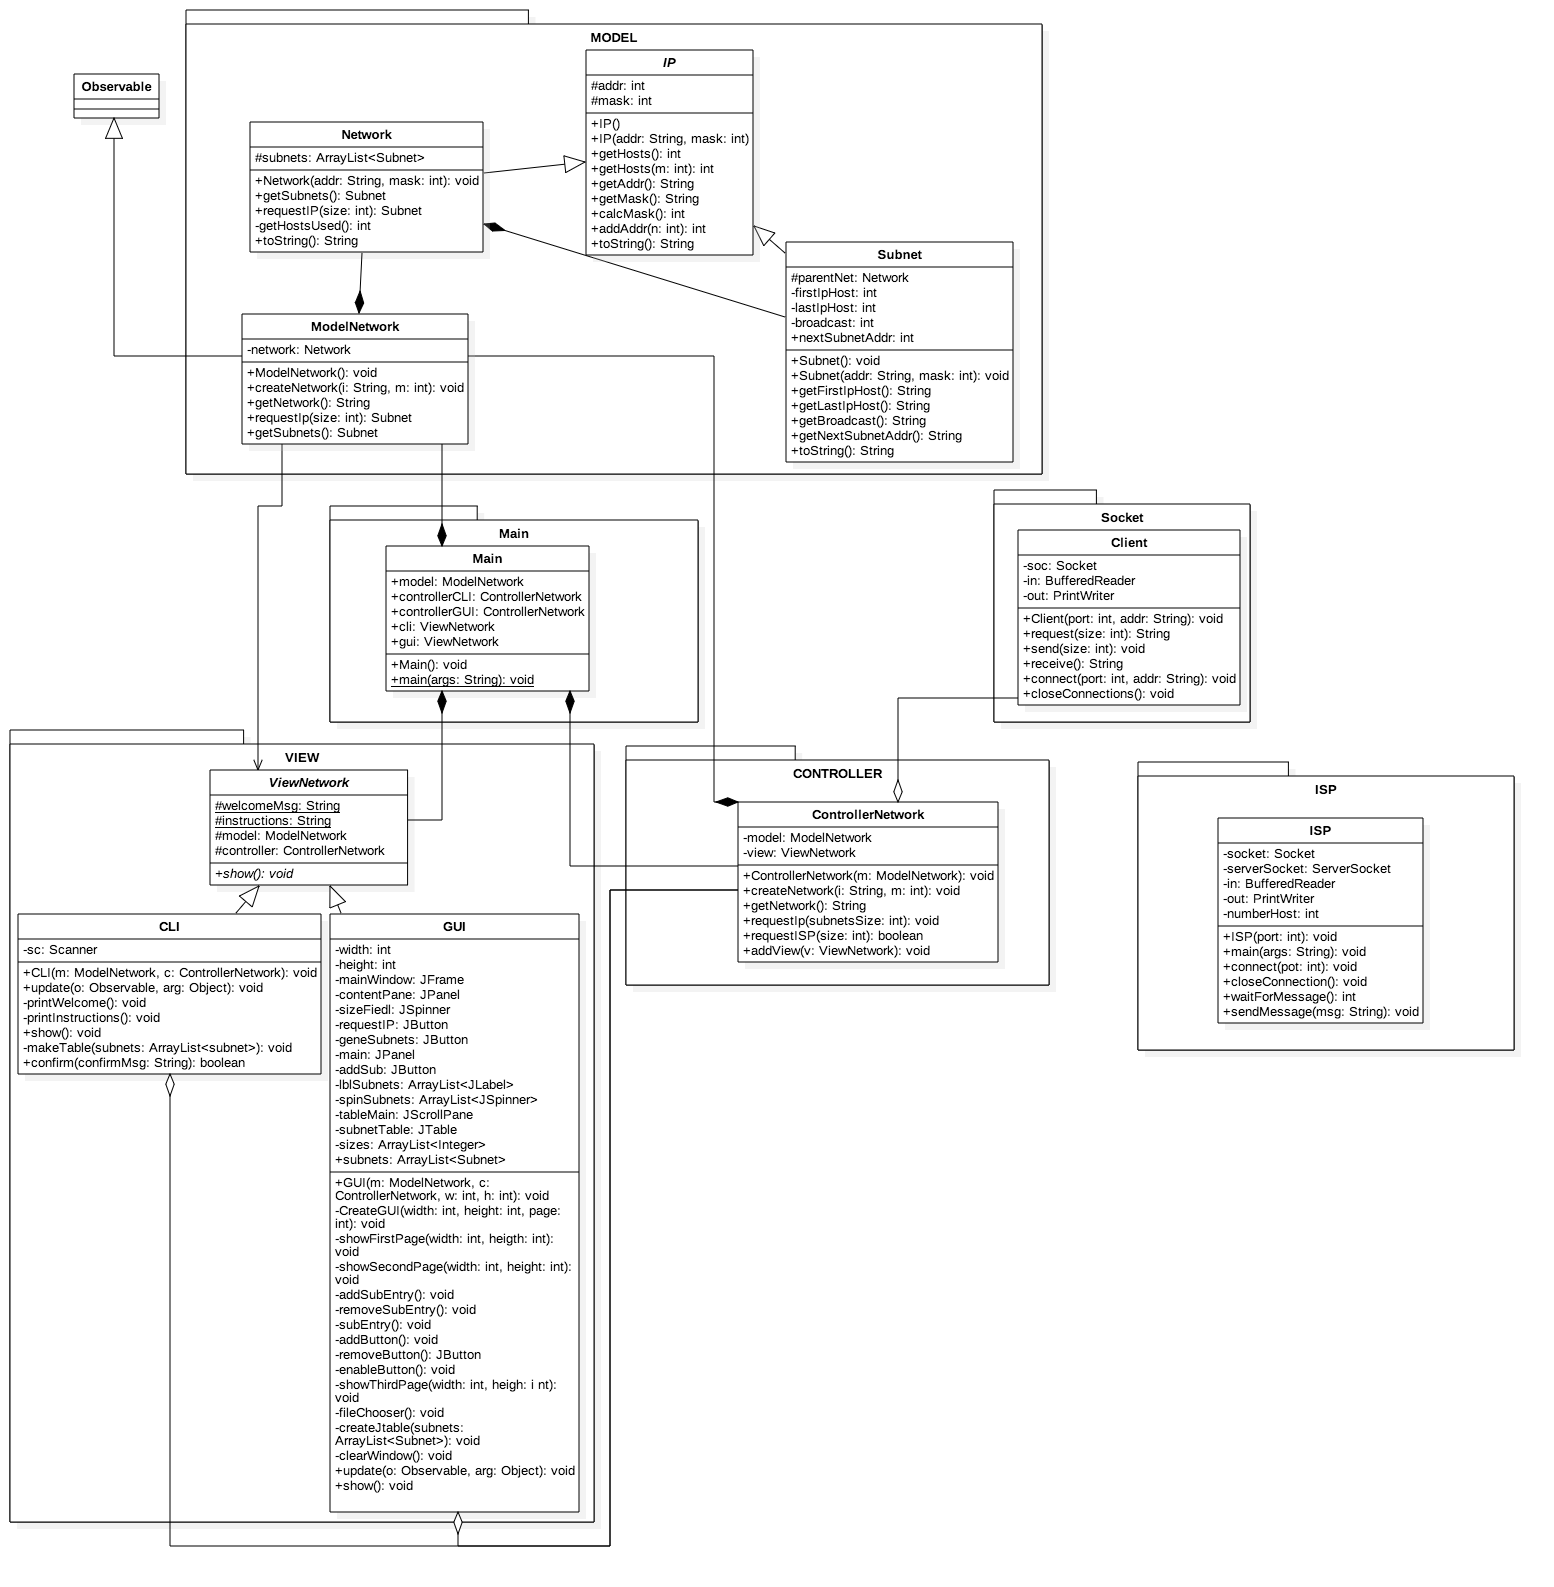 MODEL
IP
#addr: int
#mask: int
+IP()
+IP(addr: String, mask: int)
+getHosts(): int
+getHosts(m: int): int
+getAddr(): String
+getMask(): String
+calcMask(): int
+addAddr(n: int): int
+toString(): String
Observable
Network
#subnets: ArrayList<Subnet>
+Network(addr: String, mask: int): void
+getSubnets(): Subnet
+requestIP(size: int): Subnet
-getHostsUsed(): int
+toString(): String
Subnet
#parentNet: Network
-firstIpHost: int
-lastIpHost: int
-broadcast: int
+nextSubnetAddr: int
+Subnet(): void
+Subnet(addr: String, mask: int): void
+getFirstIpHost(): String
+getLastIpHost(): String
+getBroadcast(): String
+getNextSubnetAddr(): String
+toString(): String
ModelNetwork
-network: Network
+ModelNetwork(): void
+createNetwork(i: String, m: int): void
+getNetwork(): String
+requestIp(size: int): Subnet
+getSubnets(): Subnet
Main
Main
+model: ModelNetwork
+controllerCLI: ControllerNetwork
+controllerGUI: ControllerNetwork
+cli: ViewNetwork
+gui: ViewNetwork
+Main(): void
+main(args: String): void
Socket
Client
-soc: Socket
-in: BufferedReader
-out: PrintWriter
+Client(port: int, addr: String): void
+request(size: int): String
+send(size: int): void
+receive(): String
+connect(port: int, addr: String): void
+closeConnections(): void
VIEW
ViewNetwork
#welcomeMsg: String
#instructions: String
#model: ModelNetwork
#controller: ControllerNetwork
+show(): void
CONTROLLER
ControllerNetwork
-model: ModelNetwork
-view: ViewNetwork
+ControllerNetwork(m: ModelNetwork): void
+createNetwork(i: String, m: int): void
+getNetwork(): String
+requestIp(subnetsSize: int): void
+requestISP(size: int): boolean
+addView(v: ViewNetwork): void
ISP
ISP
-socket: Socket
-serverSocket: ServerSocket
-in: BufferedReader
-out: PrintWriter
-numberHost: int
+ISP(port: int): void
+main(args: String): void
+connect(pot: int): void
+closeConnection(): void
+waitForMessage(): int
+sendMessage(msg: String): void
CLI
-sc: Scanner
+CLI(m: ModelNetwork, c: ControllerNetwork): void
+update(o: Observable, arg: Object): void
-printWelcome(): void
-printInstructions(): void
+show(): void
-makeTable(subnets: ArrayList<subnet>): void
+confirm(confirmMsg: String): boolean
GUI
-width: int
-height: int
-mainWindow: JFrame
-contentPane: JPanel
-sizeFiedl: JSpinner
-requestIP: JButton
-geneSubnets: JButton
-main: JPanel
-addSub: JButton
-lblSubnets: ArrayList<JLabel>
-spinSubnets: ArrayList<JSpinner>
-tableMain: JScrollPane
-subnetTable: JTable
-sizes: ArrayList<Integer>
+subnets: ArrayList<Subnet>
+GUI(m: ModelNetwork, c:
ControllerNetwork, w: int, h: int): void
-CreateGUI(width: int, height: int, page:
int): void
-showFirstPage(width: int, heigth: int):
void
-showSecondPage(width: int, height: int):
void
-addSubEntry(): void
-removeSubEntry(): void
-subEntry(): void
-addButton(): void
-removeButton(): JButton
-enableButton(): void
-showThirdPage(width: int, heigh: i nt):
void
-fileChooser(): void
-createJtable(subnets:
ArrayList<Subnet>): void
-clearWindow(): void
+update(o: Observable, arg: Object): void
+show(): void